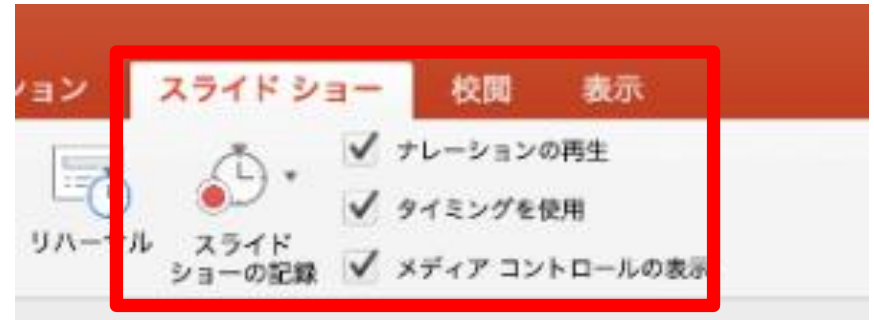 ション スライド ショー 校閲 表示
リハーサル
スライド
ショーの記録
ナレーションの再生
タイミングを使用
メディア コントロールの表示